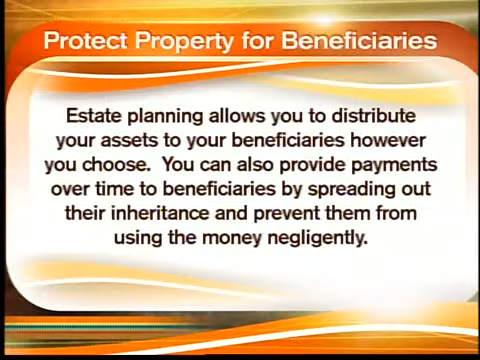 Protect Property for Beneficiaries
Estate planning allows you to distribute
your assets to your beneficiaries however
you choose.  You can also provide payments
over time to beneficiaries by spreading out
their inheritance and prevent them from
using the money negligently.